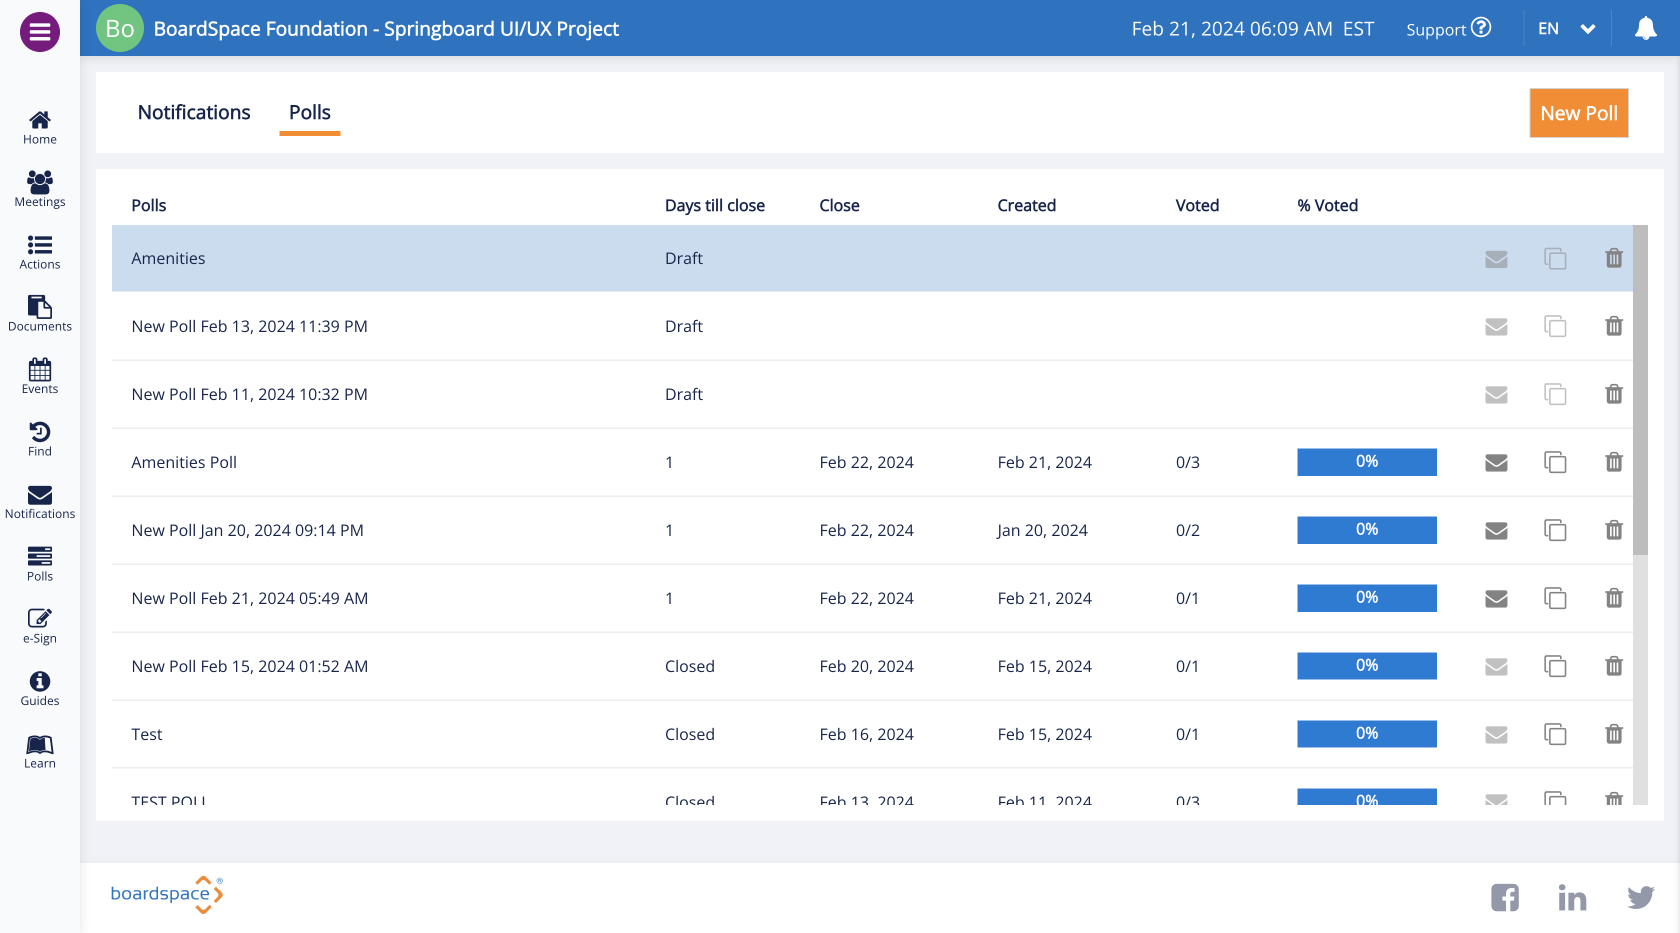 Bo BoardSpace Foundation - Springboard UI/UX Project Feb 21, 2024 06:09 AM EST Support ? EN
Notifications Polls New Poll
Home
Meetings
Actions
Documents
Events
Find
Notifications
Polls
e-Sign
Guides
Learn
Polls Days till close Close Created Voted % Voted
Amenities Draft
New Poll Feb 13, 2024 11:39 PM Draft
New Poll Feb 11, 2024 10:32 PM Draft
Amenities Poll 1 Feb 22, 2024 Feb 21, 2024 0/3 0%
New Poll Jan 20, 2024 09:14 PM 1 Feb 22, 2024 Jan 20, 2024 0/2 0%
New Poll Feb 21, 2024 05:49 AM 1 Feb 22, 2024 Feb 21, 2024 0/1 0%
New Poll Feb 15, 2024 01:52 AM Closed Feb 20, 2024 Feb 15, 2024 0/1 0%
Test Closed Feb 16, 2024 Feb 15, 2024 0/1 0%
TEST POLL Closed Feb 13, 2024 Feb 11, 2024 0/3 0%
boardspace®